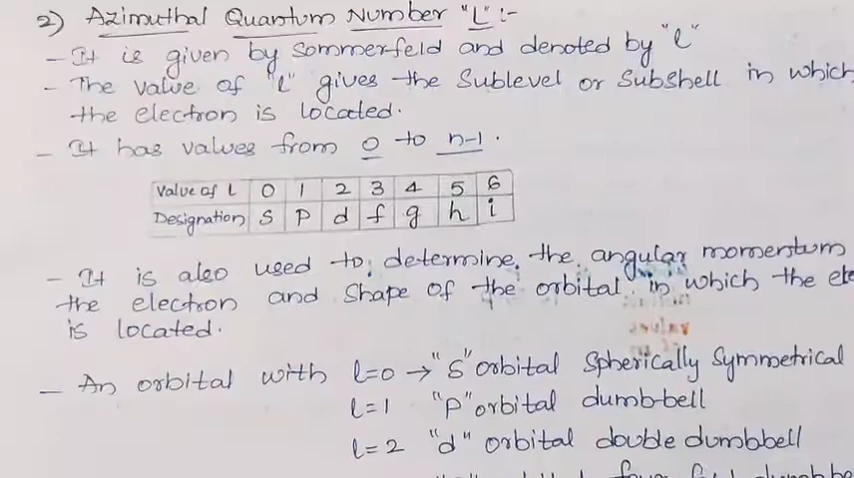 2) Azimuthal Quantum Number "L" :-
- It is given by Sommerfeld and denoted by "l"
- The value of "l" gives the Sublevel or Subshell in which
the electron is located.
- It has values from 0 to n-1.
Value of l 0 1 2 3 4 5 6
Designation S P d f g h i
- It is also used to determine the angular momentum
the electron and Shape of the orbital in which the ele
is located.
- An orbital with l=0 → "S" orbital Spherically Symmetrical
l=1 "P" orbital dumb-bell
l=2 "d" orbital double dumbbell